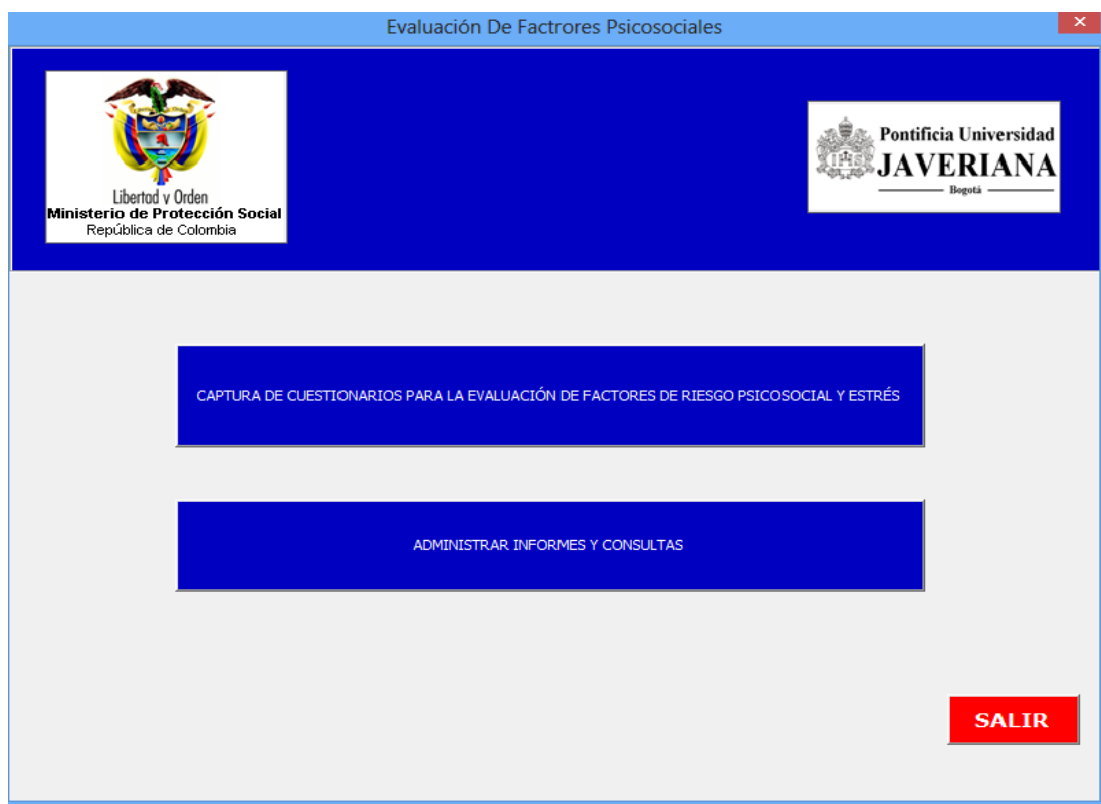 Evaluación De Factrores Psicosociales
Libertad y Orden
Ministerio de Protección Social
República de Colombia
Pontificia Universidad
JAVERIANA
Bogotá
CAPTURA DE CUESTIONARIOS PARA LA EVALUACIÓN DE FACTORES DE RIESGO PSICOSOCIAL Y ESTRÉS
ADMINISTRAR INFORMES Y CONSULTAS
SALIR